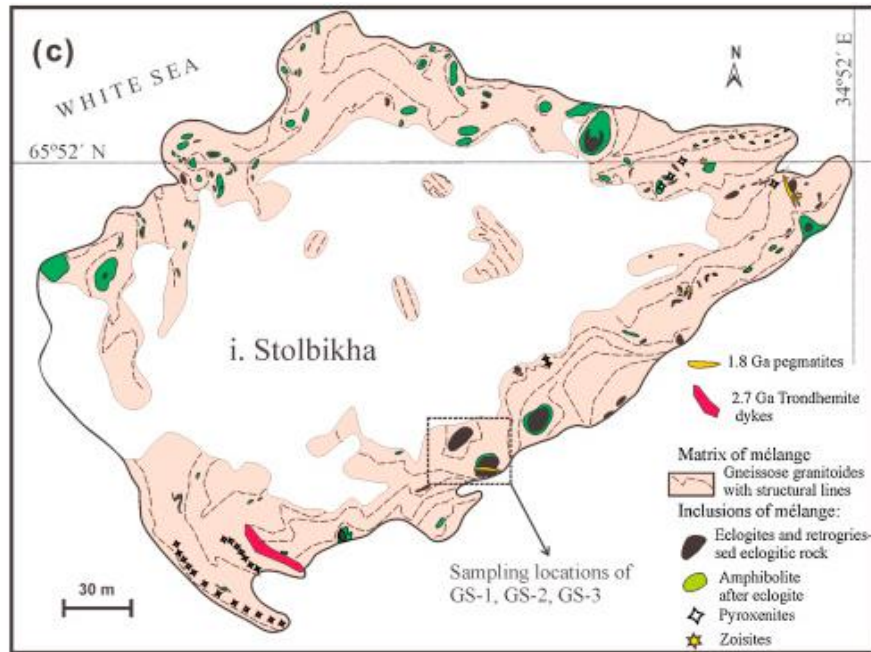 (c)
WHITE SEA
N
34°52´ E
65°52´ N
i. Stolbikha
1.8 Ga pegmatites
2.7 Ga Trondhemite
dykes
Matrix of mélange
Gneissose granitoides
with structural lines
Inclusions of mélange:
Eclogites and retrogries-
sed eclogitic rock
Amphibolite
after eclogite
Pyroxenites
Zoisites
Sampling locations of
GS-1, GS-2, GS-3
30 m